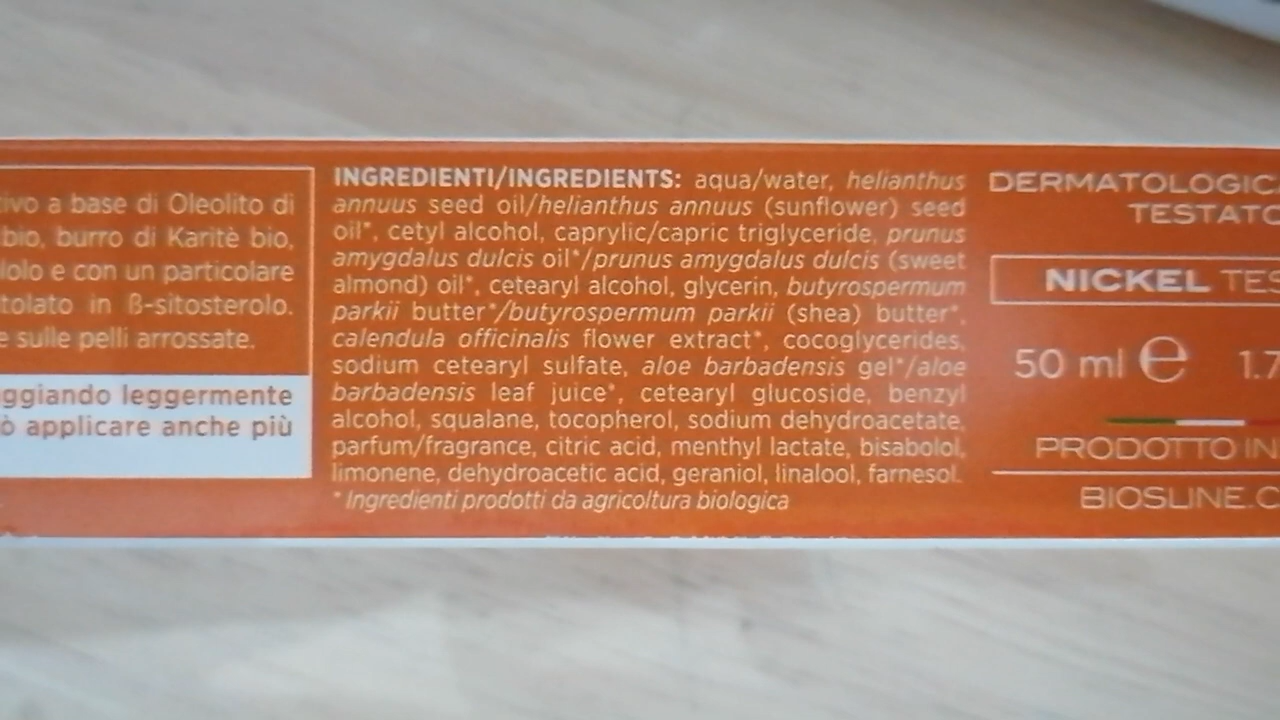 tivo a base di Oleolito di
bio, burro di Karitè bio,
lolo e con un particolare
titolato in ß-sitosterolo.
e sulle pelli arrossate.
ggiando leggermente
ò applicare anche più
INGREDIENTI/INGREDIENTS: aqua/water, helianthus
annuus seed oil/helianthus annuus (sunflower) seed
oil*, cetyl alcohol, caprylic/capric triglyceride, prunus
amygdalus dulcis oil*/prunus amygdalus dulcis (sweet
almond) oil*, cetearyl alcohol, glycerin, butyrospermum
parkii butter*/butyrospermum parkii (shea) butter*,
calendula officinalis flower extract*, cocoglycerides,
sodium cetearyl sulfate, aloe barbadensis gel*/aloe
barbadensis leaf juice*, cetearyl glucoside, benzyl
alcohol, squalane, tocopherol, sodium dehydroacetate,
parfum/fragrance, citric acid, menthyl lactate, bisabolol,
limonene, dehydroacetic acid, geraniol, linalool, farnesol.
* Ingredienti prodotti da agricoltura biologica
DERMATOLOGICA
TESTATO
NICKEL TES
50 ml e 1.7
PRODOTTO IN
BIOSLINE.C